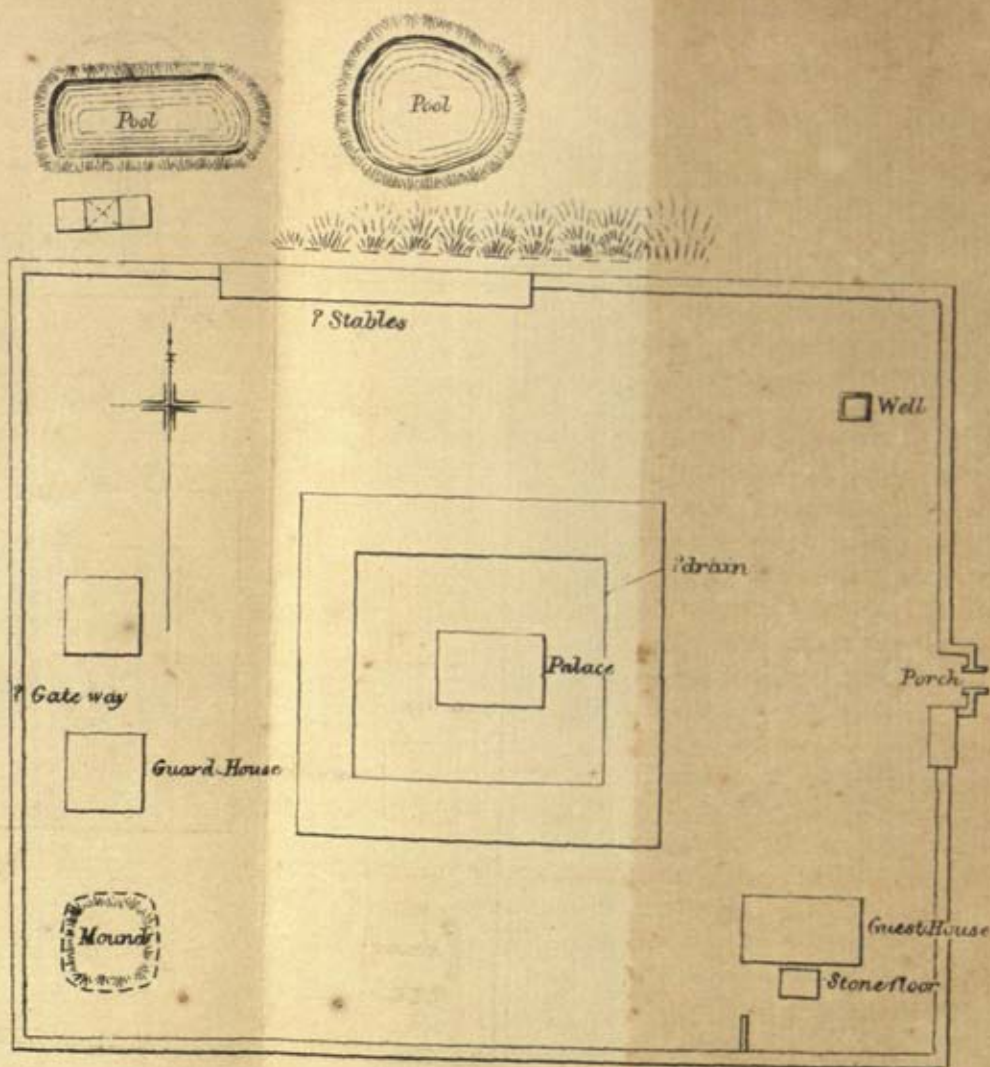 Pool
Pool
? Stables
N
Well
? drain
Palace
Porch
? Gate way
Guard House
Guest House
Mound
Stone floor